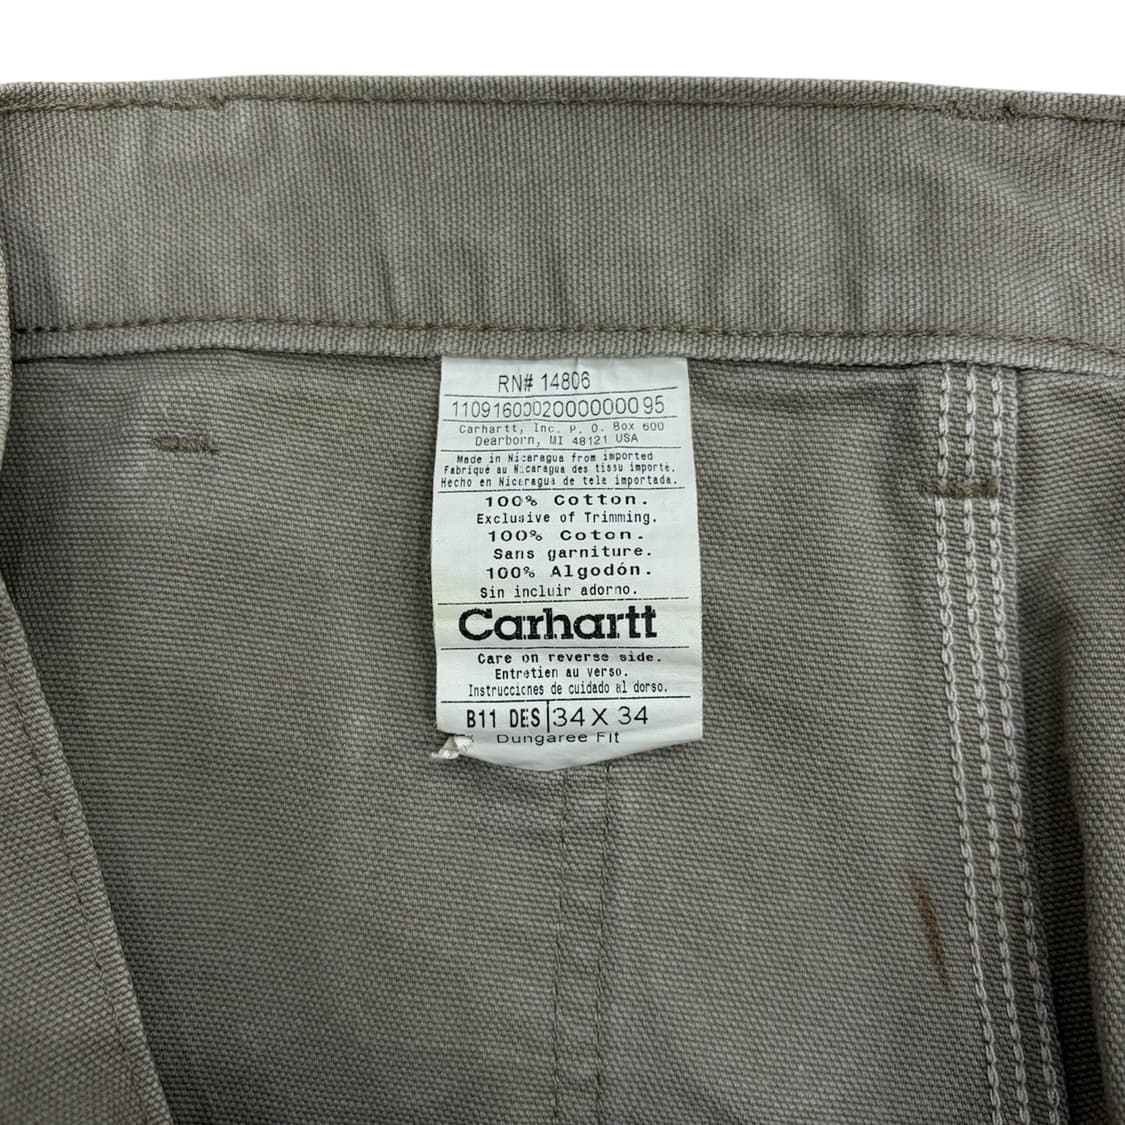 RN# 14806
11091600020000000095
Carhartt, Inc. P. O. Box 600
Dearborn, MI 48121 USA
Made in Nicaragua from imported
Fabriqué au Nicaragua des tissu importé.
Hecho en Nicaragua de tela importada.
100% Cotton.
Exclusive of Trimming.
100% Coton.
Sans garniture.
100% Algodón.
Sin incluir adorno.
Carhartt
Care on reverse side.
Entretien au verso.
Instrucciones de cuidado al dorso.
B11 DES 34 X 34
Dungaree Fit